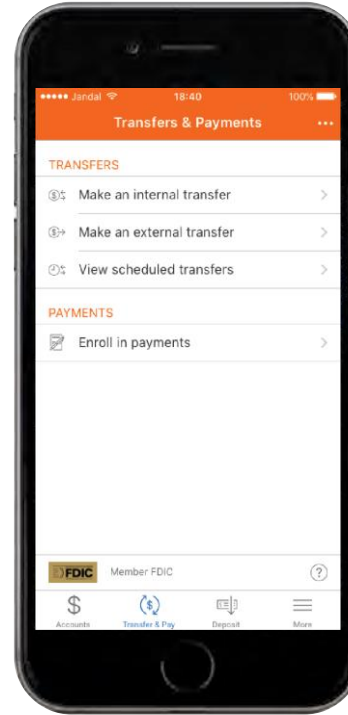 Jandal 18:40 100%
Transfers & Payments
TRANSFERS
Make an internal transfer
Make an external transfer
View scheduled transfers
PAYMENTS
Enroll in payments
FDIC Member FDIC ?
$ ($)
Accounts Transfer & Pay Deposit More